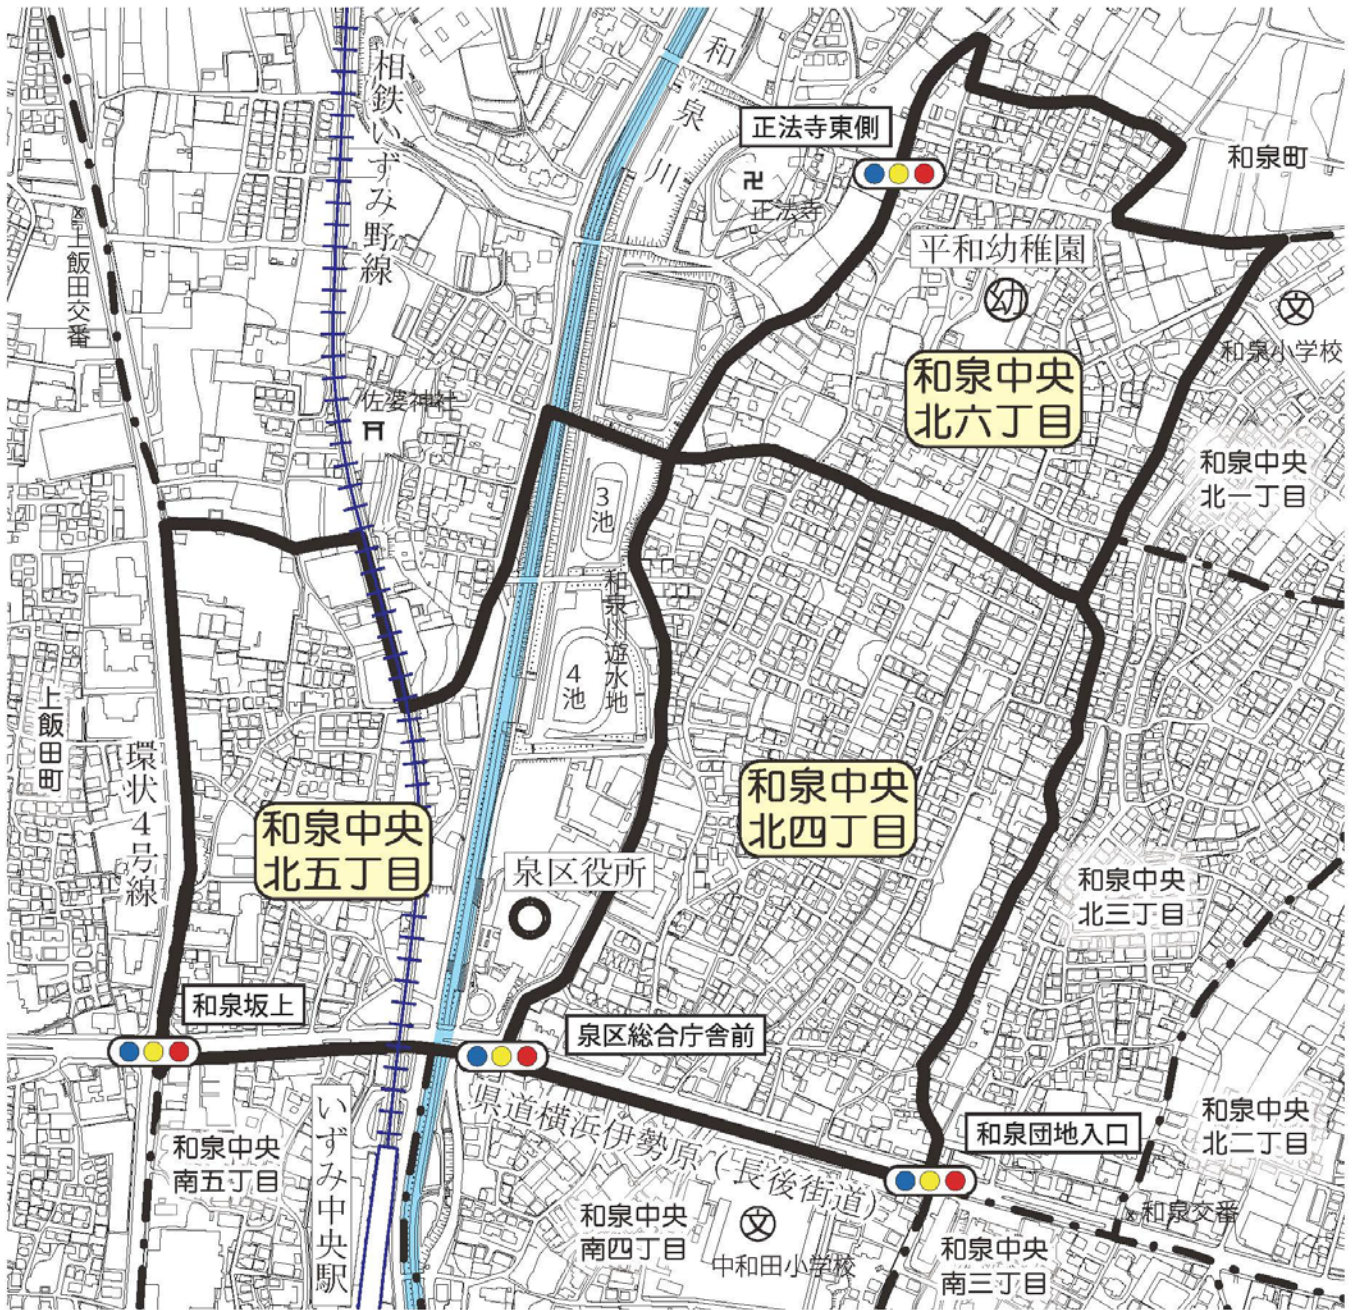 和泉川
相鉄いずみ野線
正法寺東側
和泉町
卍
正法寺
上飯田交番
平和幼稚園
幼
文
和泉小学校
和泉中央
北六丁目
佐婆神社
和泉中央
北一丁目
3池
和泉川遊水地
4池
上飯田町
環状4号線
和泉中央
北五丁目
和泉中央
北四丁目
泉区役所
和泉中央
北三丁目
和泉坂上
泉区総合庁舎前
県道横浜伊勢原(長後街道)
いずみ中央駅
和泉団地入口
和泉中央
北二丁目
和泉中央
南五丁目
和泉中央
南四丁目
文
中和田小学校
和泉交番
和泉中央
南三丁目